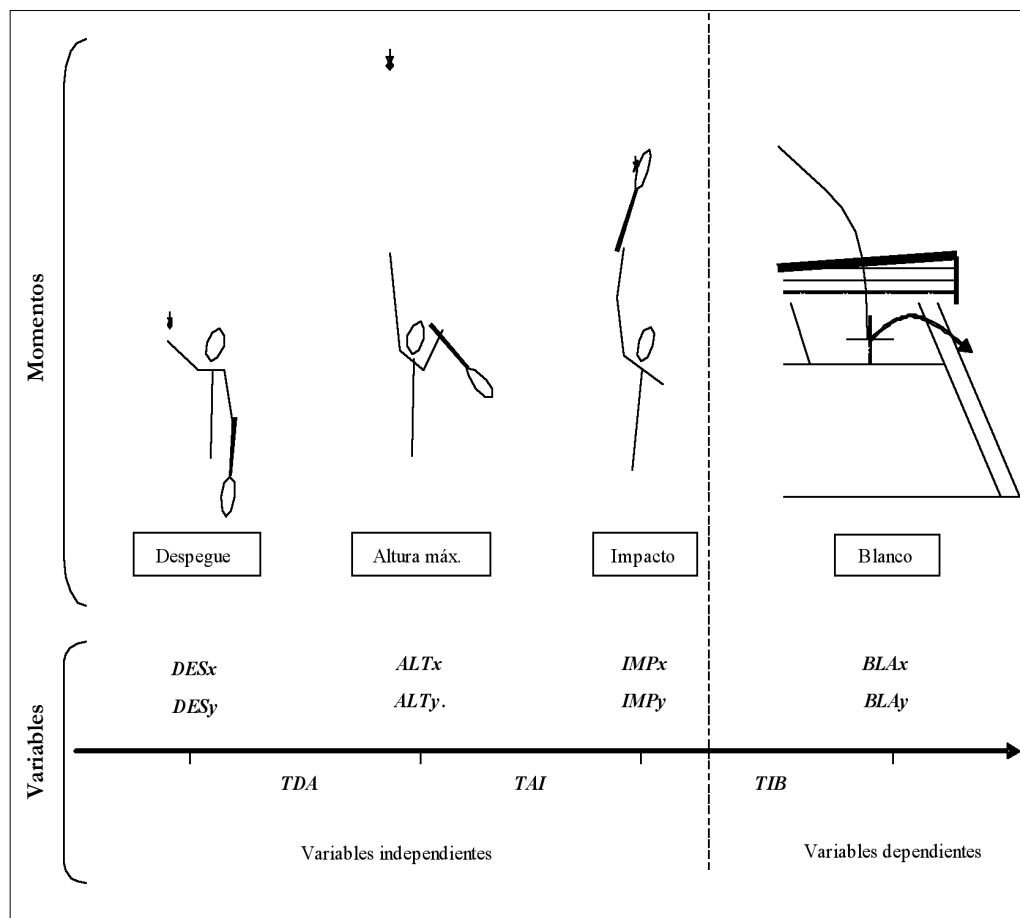 Momentos
Despegue
Altura máx.
Impacto
Blanco
Variables
DESx
ALTx
IMPx
BLAx
DESy
ALTy.
IMPy
BLAy
TDA
TAI
TIB
Variables independientes
Variables dependientes